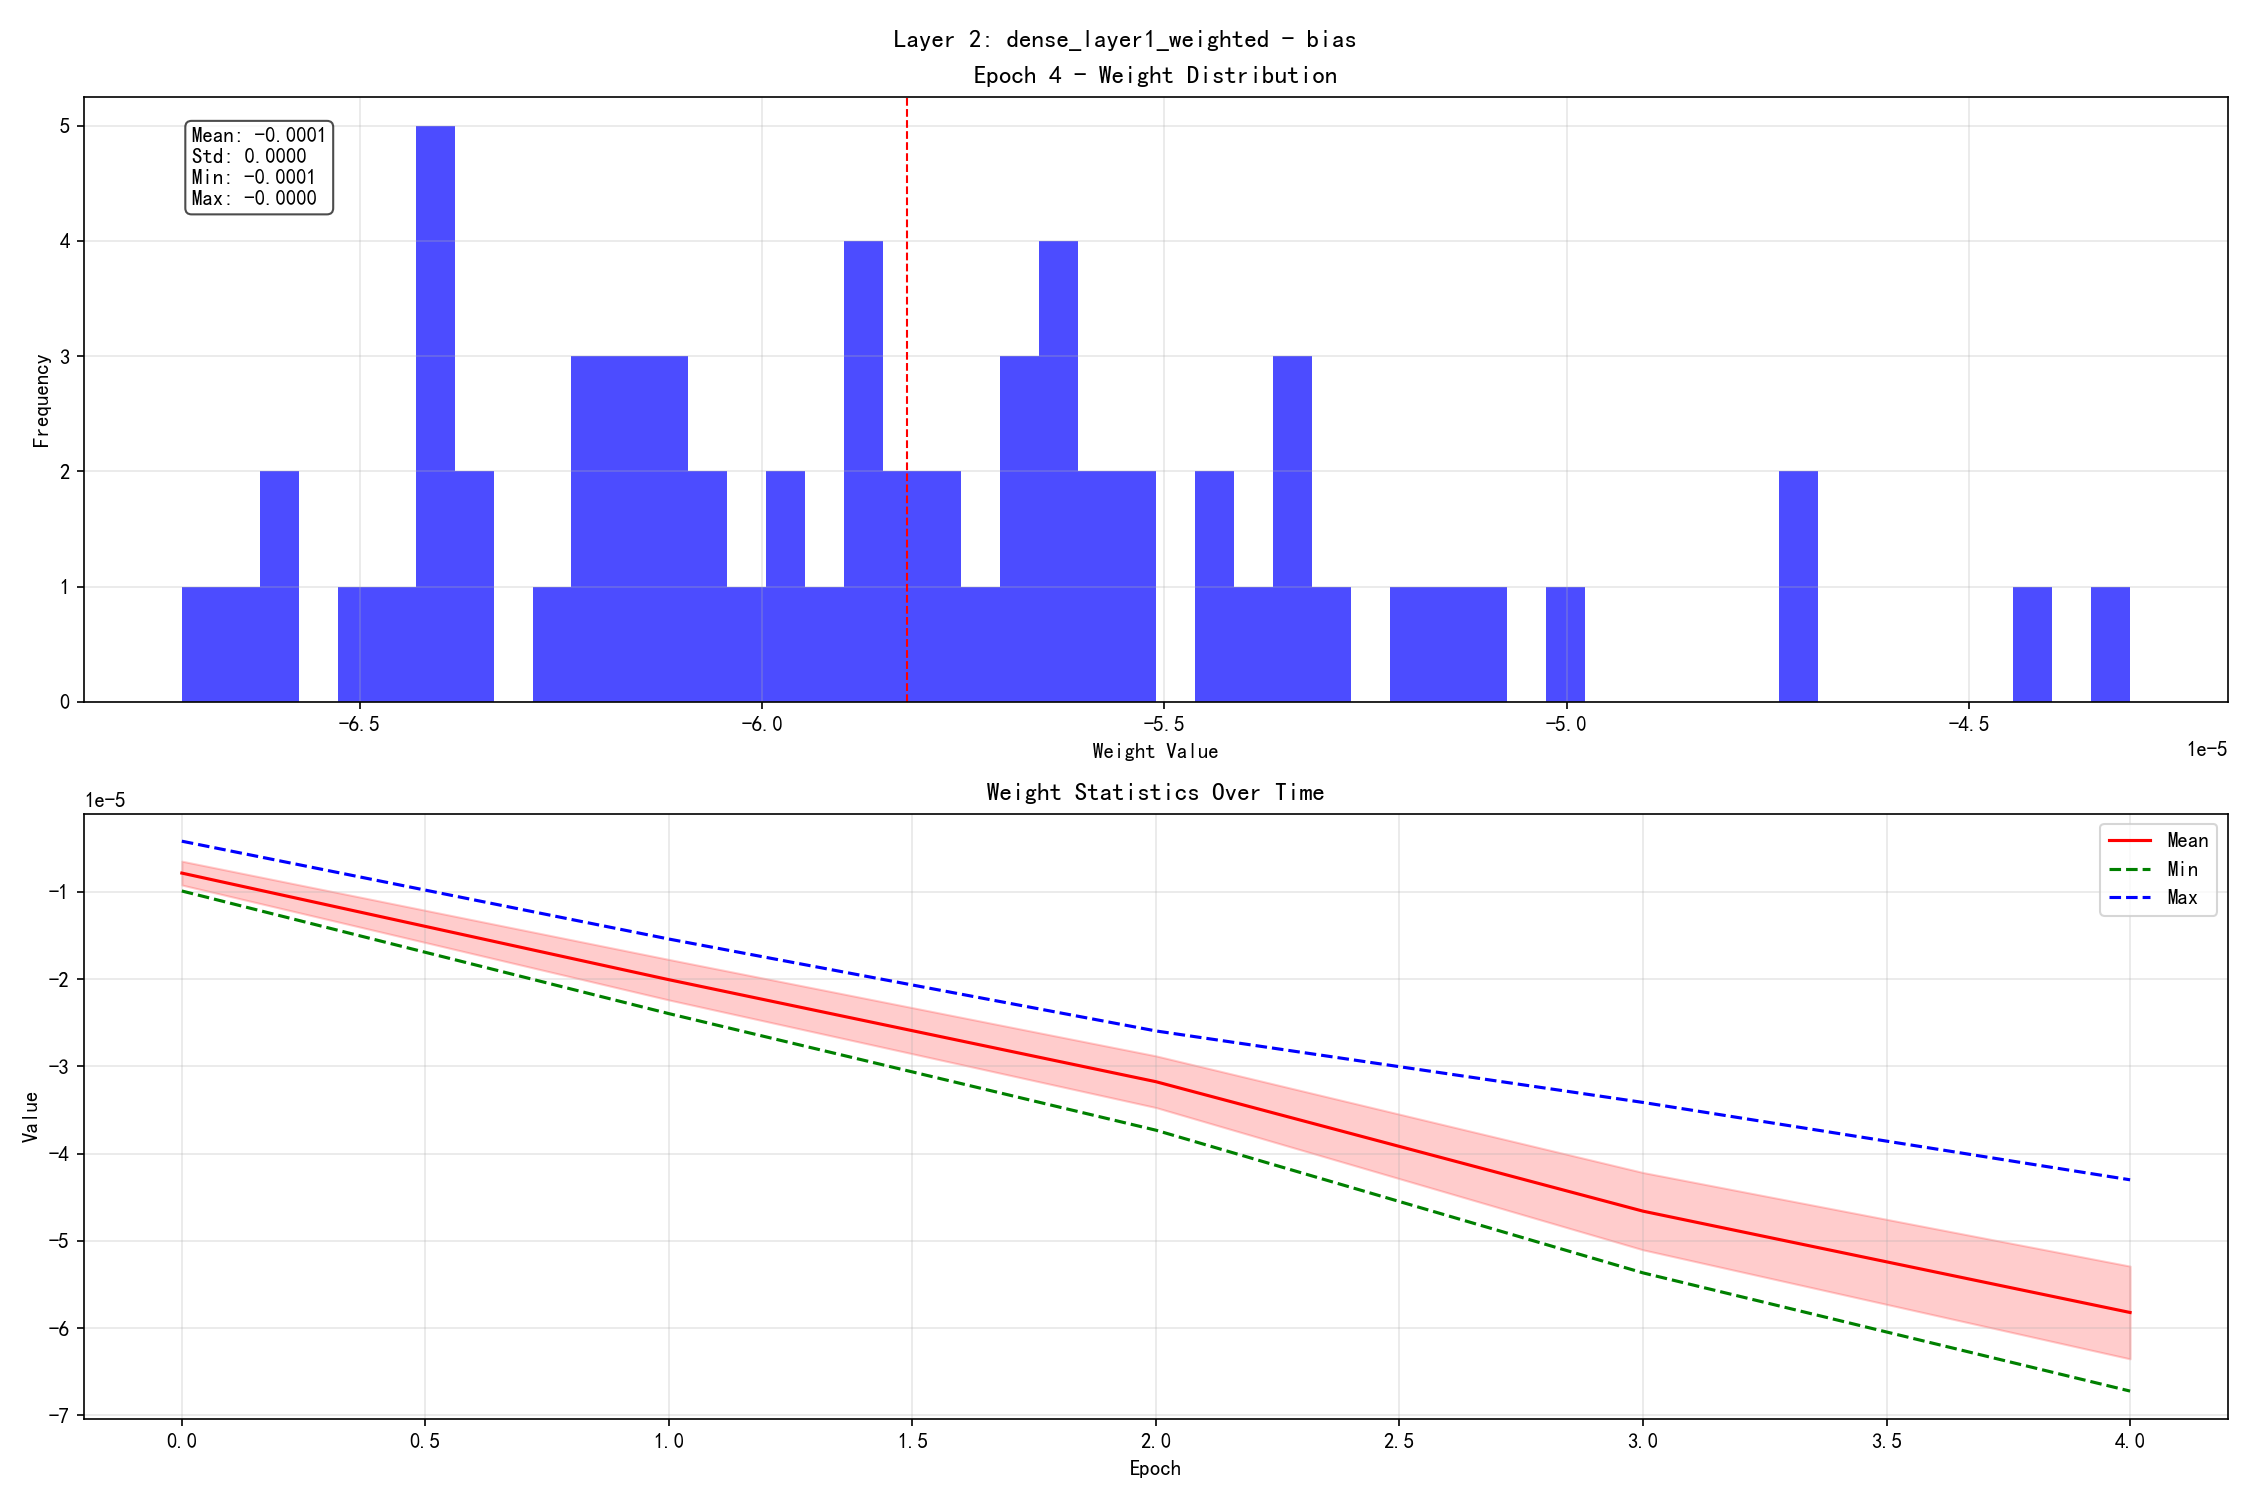 Layer 2: dense_layer1_weighted - bias
Epoch 4 - Weight Distribution
Mean: -0.0001
Std: 0.0000
Min: -0.0001
Max: -0.0000
Frequency
5
4
3
2
1
0
-6.5 -6.0 -5.5 -5.0 -4.5
1e-5
Weight Value
Weight Statistics Over Time
1e-5
Mean
Min
Max
Value
-1
-2
-3
-4
-5
-6
-7
0.0 0.5 1.0 1.5 2.0 2.5 3.0 3.5 4.0
Epoch